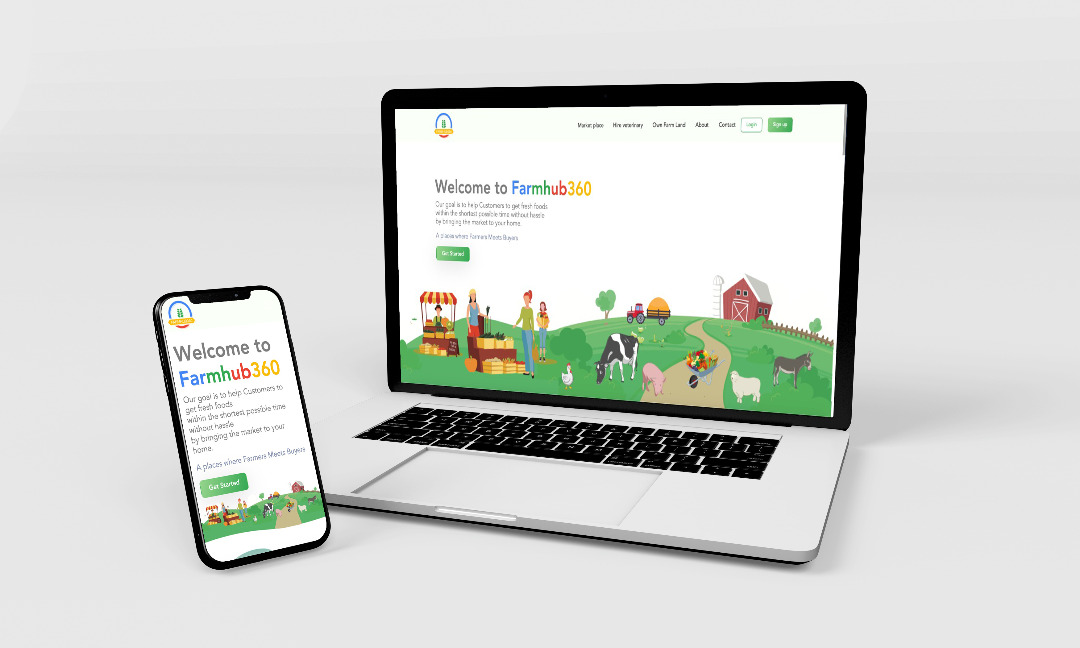 Market place Hire veterinary Own Farm Land About Contact Login Sign up
Welcome to Farmhub360
Our goal is to help Customers to get fresh foods
within the shortest possible time without hassle
by bringing the market to your home.
A places where Farmers Meets Buyers
Get Started
Welcome to
Farmhub360
Our goal is to help Customers to
get fresh foods
within the shortest possible time
without hassle
by bringing the market to your
home.
A places where Farmers Meets Buyers
Get Started